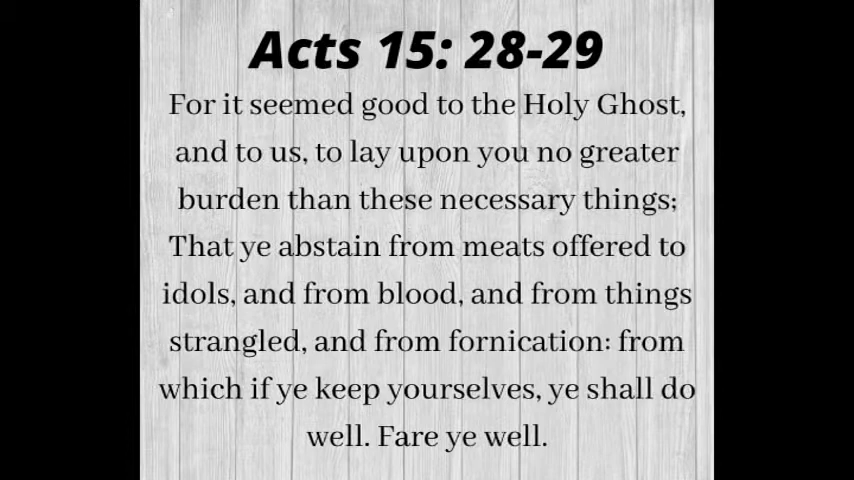 Acts 15: 28-29
For it seemed good to the Holy Ghost,
and to us, to lay upon you no greater
burden than these necessary things;
That ye abstain from meats offered to
idols, and from blood, and from things
strangled, and from fornication: from
which if ye keep yourselves, ye shall do
well. Fare ye well.